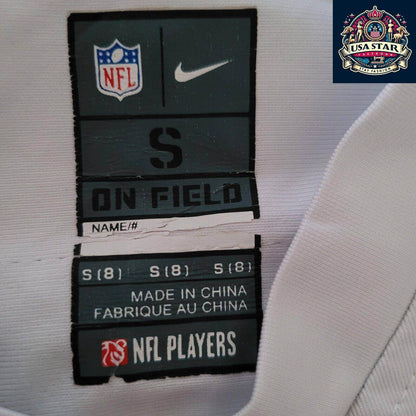 USA STAR
NFL
S
ON FIELD
NAME/#
S(8) S(8) S(8)
MADE IN CHINA
FABRIQUE AU CHINA
NFL PLAYERS